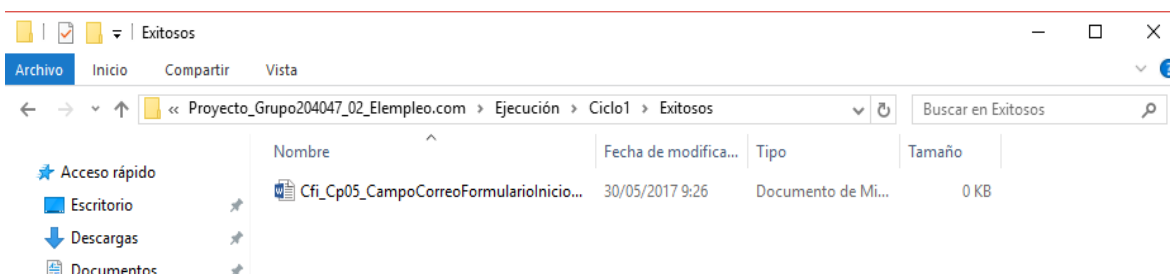 Exitosos
Archivo Inicio Compartir Vista
« Proyecto_Grupo204047_02_Elempleo.com > Ejecución > Ciclo1 > Exitosos Buscar en Exitosos
Nombre Fecha de modifica... Tipo Tamaño
Acceso rápido
Cfi_Cp05_CampoCorreoFormularioInicio... 30/05/2017 9:26 Documento de Mi... 0 KB
Escritorio
Descargas
Documentos